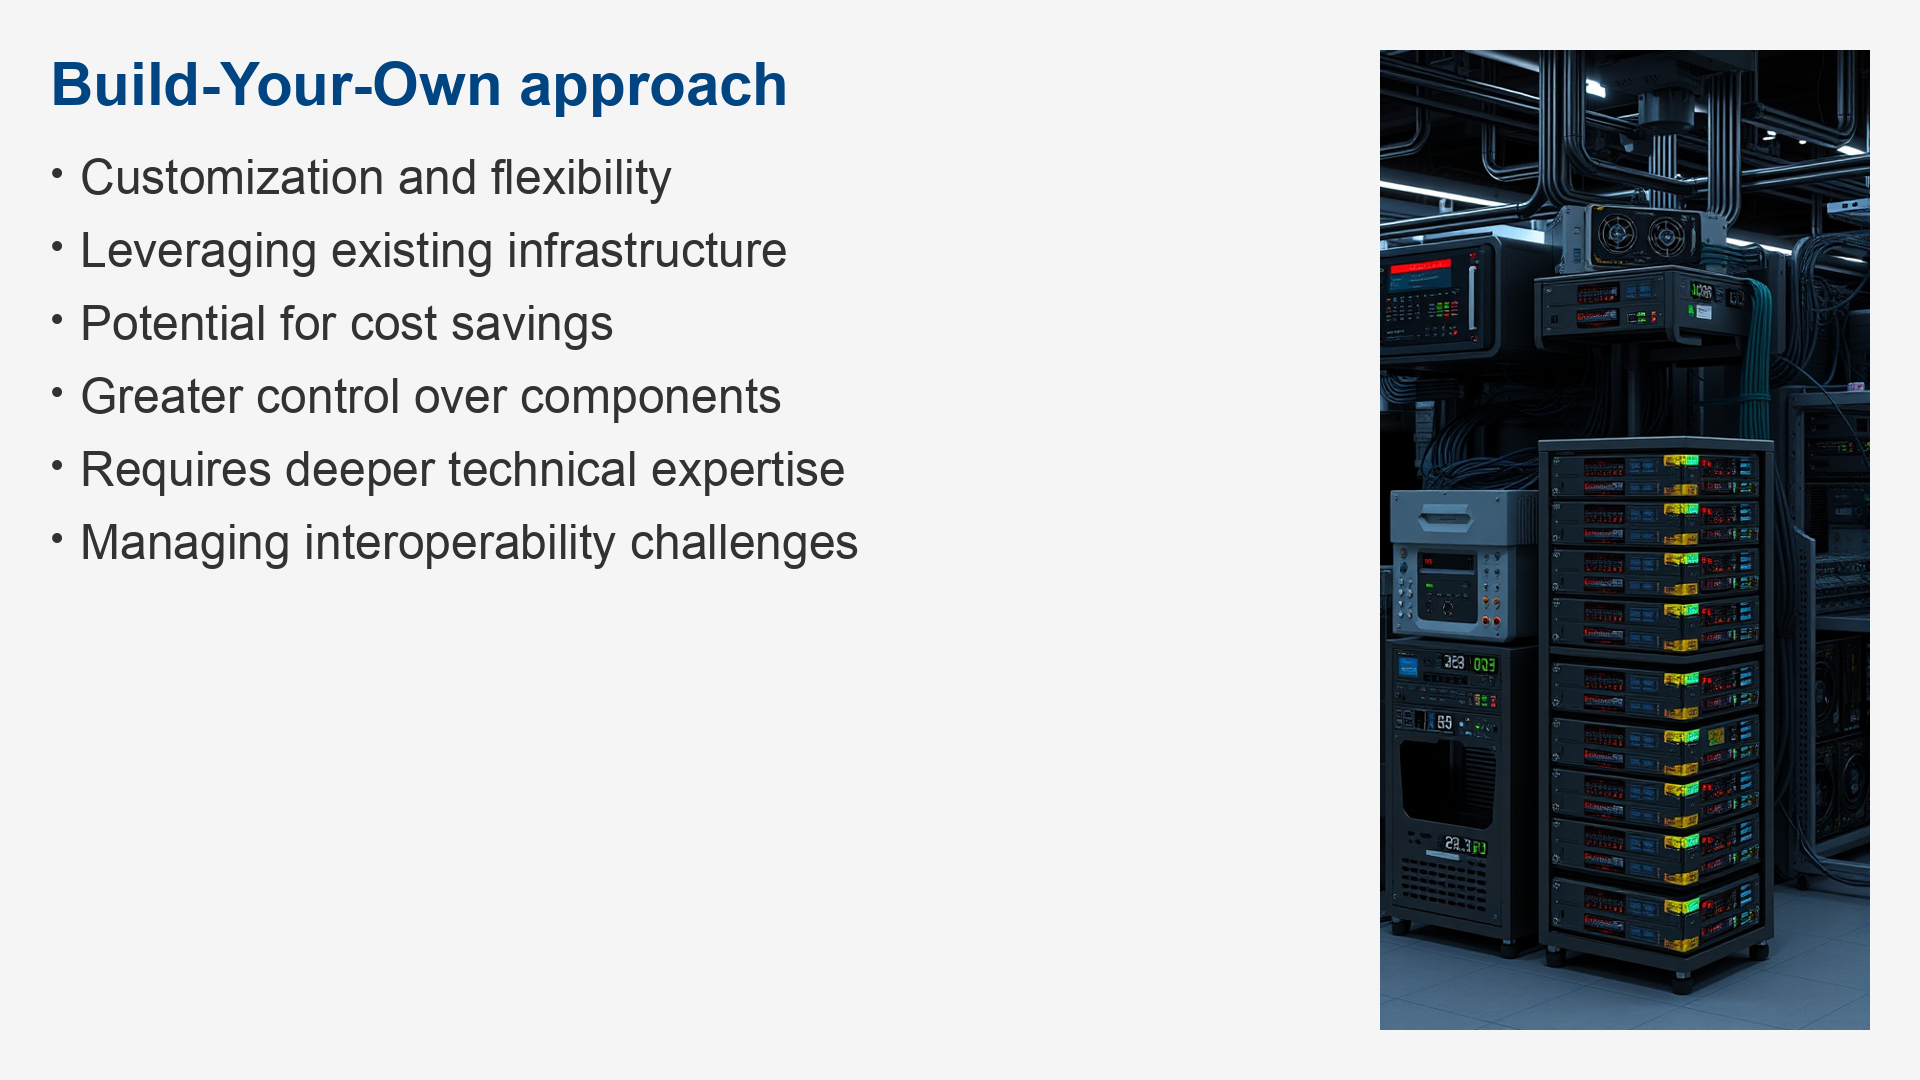 Build-Your-Own approach
• Customization and flexibility
• Leveraging existing infrastructure
• Potential for cost savings
• Greater control over components
• Requires deeper technical expertise
• Managing interoperability challenges